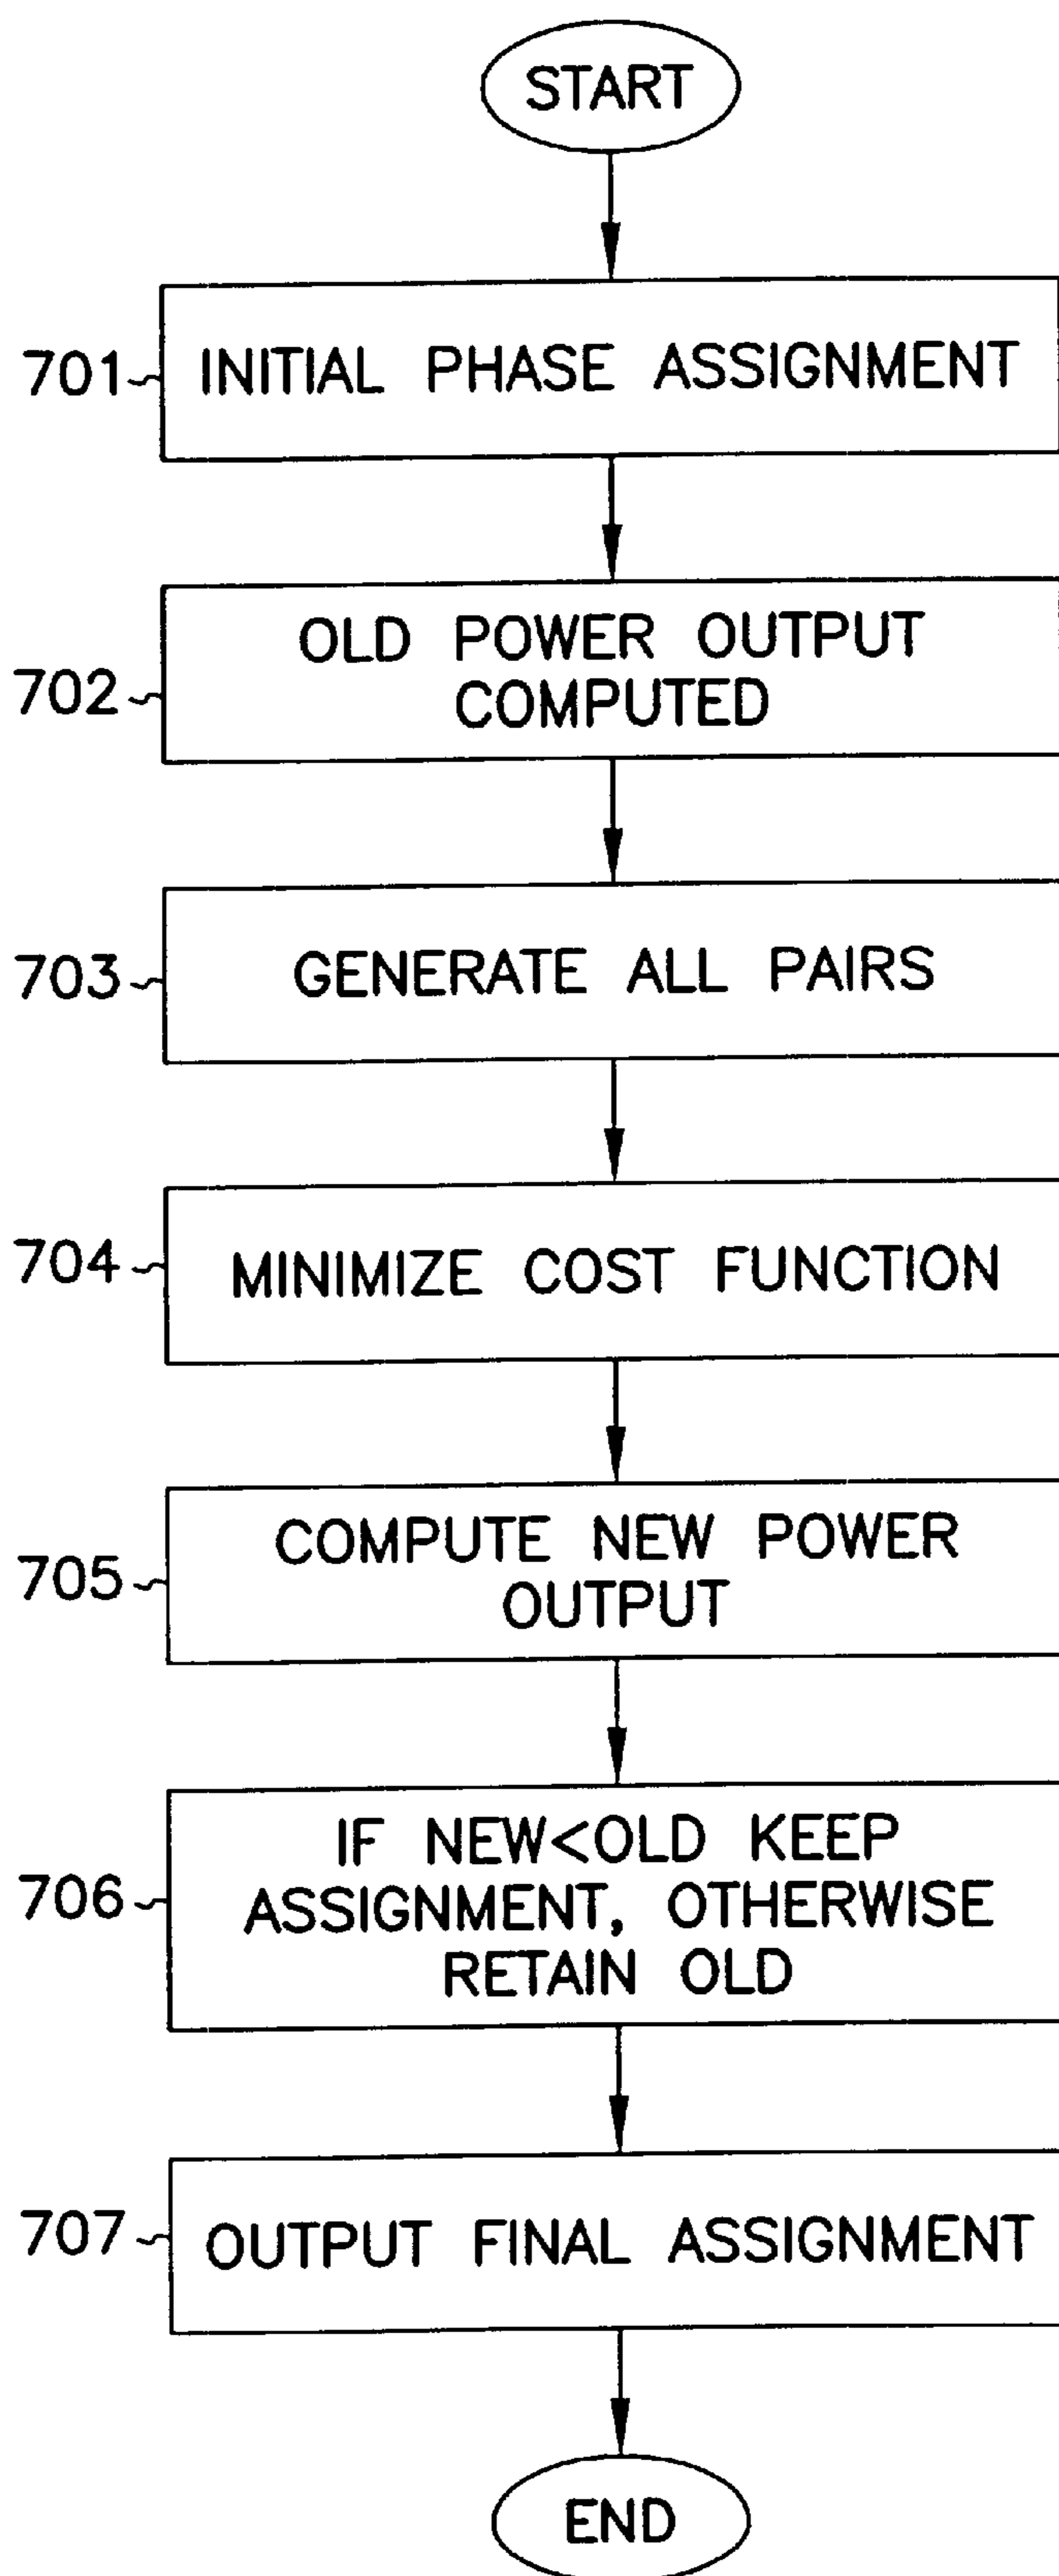 START
701
INITIAL PHASE ASSIGNMENT
702
OLD POWER OUTPUT
COMPUTED
703
GENERATE ALL PAIRS
704
MINIMIZE COST FUNCTION
705
COMPUTE NEW POWER
OUTPUT
706
IF NEW<OLD KEEP
ASSIGNMENT, OTHERWISE
RETAIN OLD
707
OUTPUT FINAL ASSIGNMENT
END